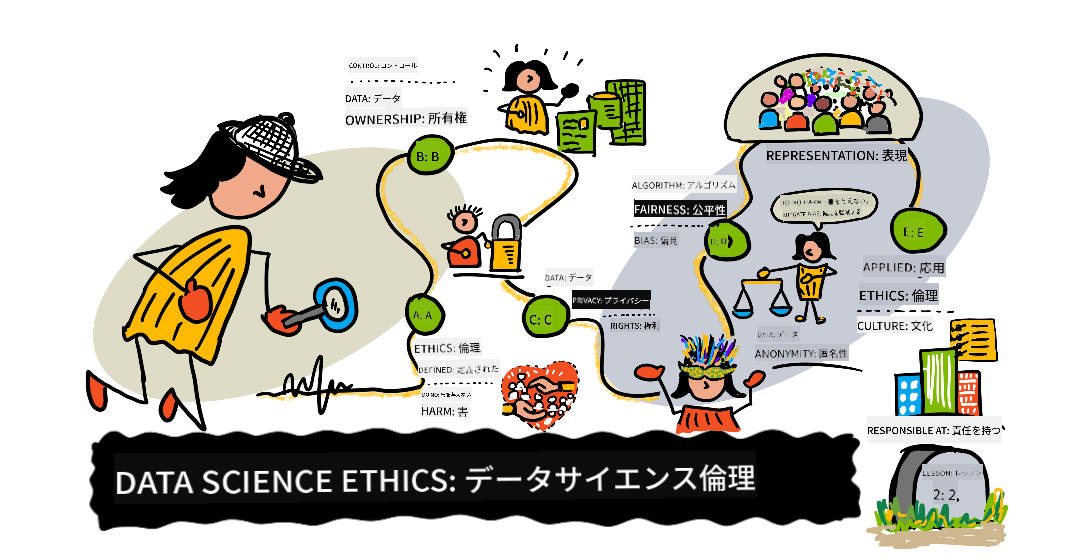 CONTROL: コントロール
DATA: データ
OWNERSHIP: 所有権
B: B
A: A
ETHICS: 倫理
DEFINED: 定義された
HARM: 害
DATA: データ
PRIVACY: プライバシー
RIGHTS: 権利
C: C
ALGORITHM: アルゴリズム
FAIRNESS: 公平性
BIAS: 偏見
D: D
REPRESENTATION: 表現
DO NO HARM: 害を与えない、
DATA: データ
ANONYMITY: 匿名性
E: E
APPLIED: 応用
ETHICS: 倫理
CULTURE: 文化
RESPONSIBLE AT: 責任を持つ
LESSON: レッスン
2: 2,
DATA SCIENCE ETHICS: データサイエンス倫理